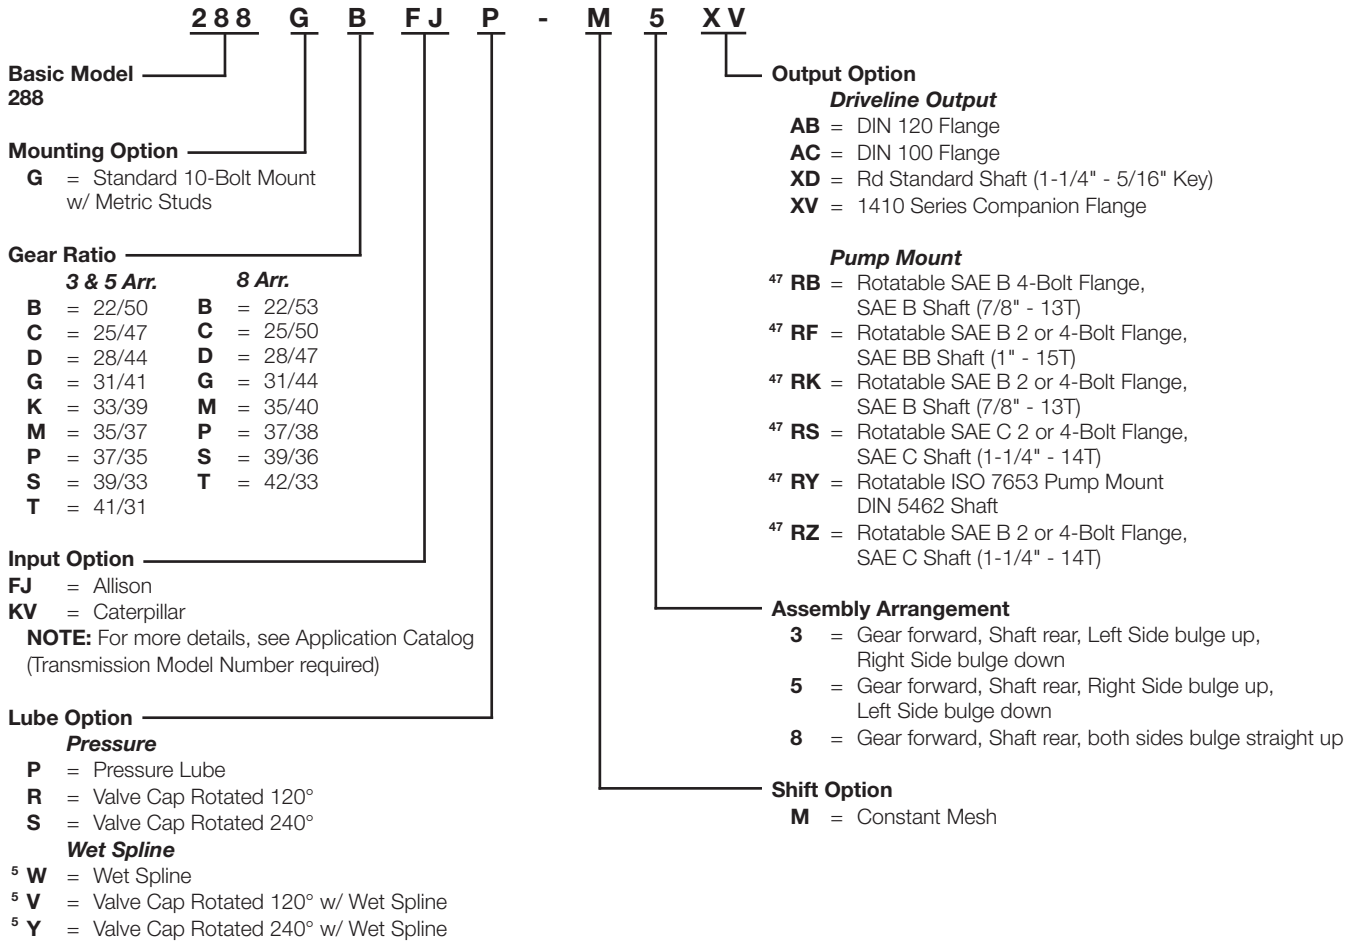 288 G B FJ P - M 5 XV
Basic Model
288
Mounting Option
G = Standard 10-Bolt Mount
w/ Metric Studs
Gear Ratio
3 & 5 Arr. 8 Arr.
B = 22/50 B = 22/53
C = 25/47 C = 25/50
D = 28/44 D = 28/47
G = 31/41 G = 31/44
K = 33/39 M = 35/40
M = 35/37 P = 37/38
P = 37/35 S = 39/36
S = 39/33 T = 42/33
T = 41/31
Input Option
FJ = Allison
KV = Caterpillar
NOTE: For more details, see Application Catalog
(Transmission Model Number required)
Lube Option
Pressure
P = Pressure Lube
R = Valve Cap Rotated 120°
S = Valve Cap Rotated 240°
Wet Spline
5 W = Wet Spline
5 V = Valve Cap Rotated 120° w/ Wet Spline
5 Y = Valve Cap Rotated 240° w/ Wet Spline
Output Option
Driveline Output
AB = DIN 120 Flange
AC = DIN 100 Flange
XD = Rd Standard Shaft (1-1/4" - 5/16" Key)
XV = 1410 Series Companion Flange
Pump Mount
47 RB = Rotatable SAE B 4-Bolt Flange,
SAE B Shaft (7/8" - 13T)
47 RF = Rotatable SAE B 2 or 4-Bolt Flange,
SAE BB Shaft (1" - 15T)
47 RK = Rotatable SAE B 2 or 4-Bolt Flange,
SAE B Shaft (7/8" - 13T)
47 RS = Rotatable SAE C 2 or 4-Bolt Flange,
SAE C Shaft (1-1/4" - 14T)
47 RY = Rotatable ISO 7653 Pump Mount
DIN 5462 Shaft
47 RZ = Rotatable SAE B 2 or 4-Bolt Flange,
SAE C Shaft (1-1/4" - 14T)
Assembly Arrangement
3 = Gear forward, Shaft rear, Left Side bulge up,
Right Side bulge down
5 = Gear forward, Shaft rear, Right Side bulge up,
Left Side bulge down
8 = Gear forward, Shaft rear, both sides bulge straight up
Shift Option
M = Constant Mesh